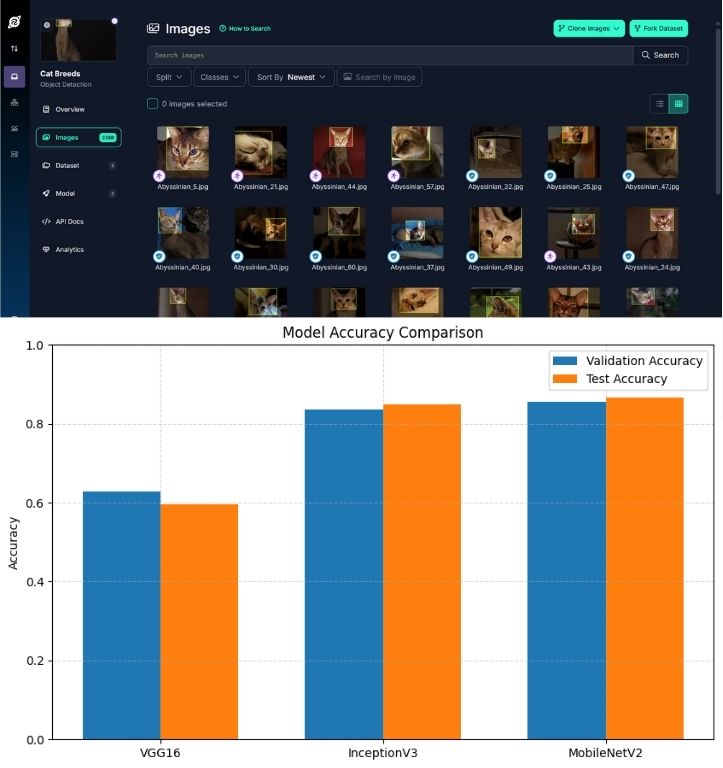 Images
How to Search
Clone Images
Fork Dataset
Search images
Search
Cat Breeds
Object Detection
Split
Classes
Sort By Newest
Search by Image
0 images selected
Overview
Images 2388
Dataset
Model
API Docs
Analytics
Abyssinian_5.jpg
Abyssinian_21.jpg
Abyssinian_44.jpg
Abyssinian_57.jpg
Abyssinian_32.jpg
Abyssinian_25.jpg
Abyssinian_47.jpg
Abyssinian_40.jpg
Abyssinian_30.jpg
Abyssinian_60.jpg
Abyssinian_37.jpg
Abyssinian_49.jpg
Abyssinian_43.jpg
Abyssinian_24.jpg
Model Accuracy Comparison
Validation Accuracy
Test Accuracy
Accuracy
1.0
0.8
0.6
0.4
0.2
0.0
VGG16
InceptionV3
MobileNetV2